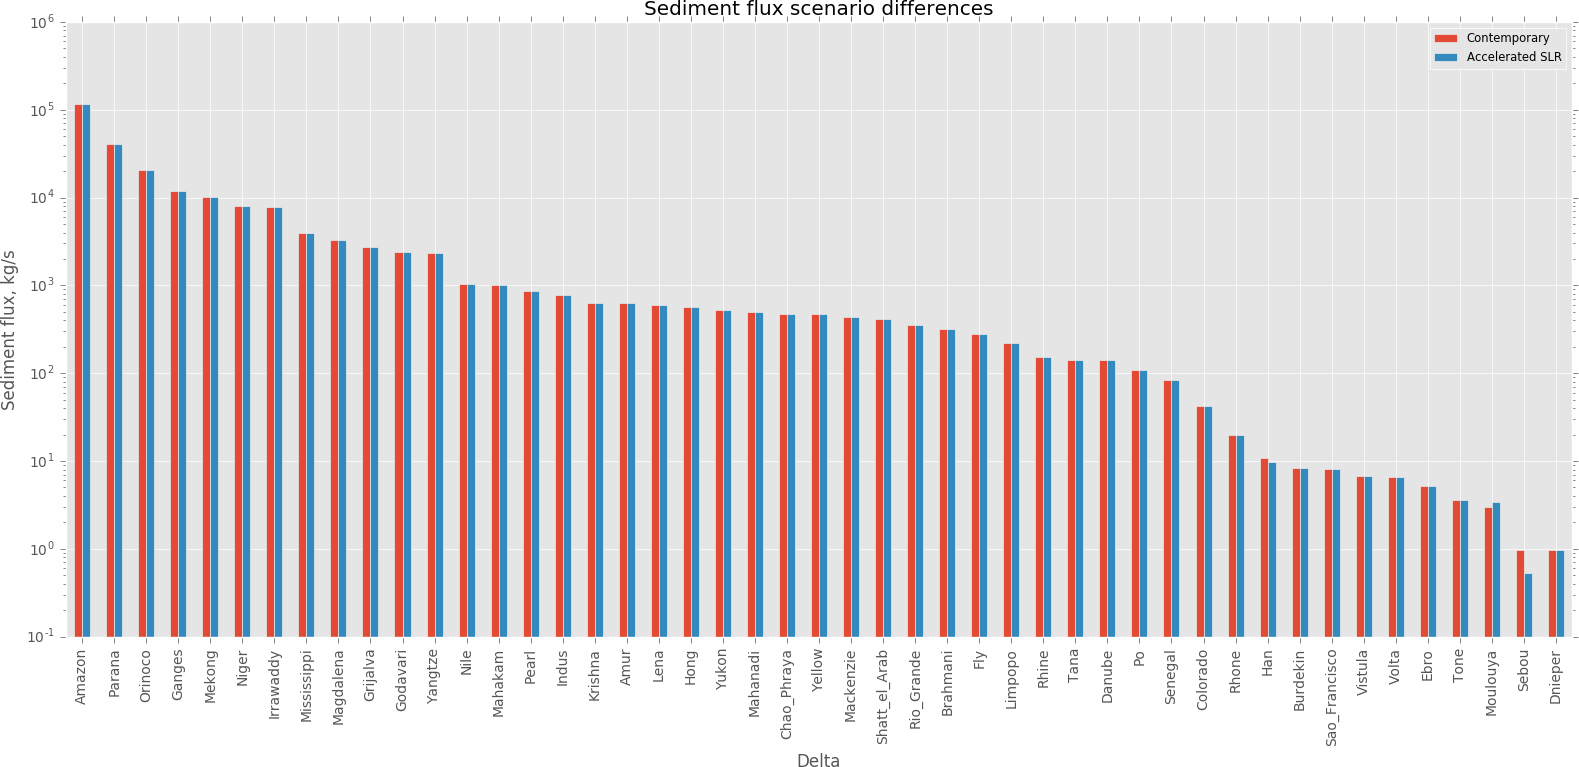 Sediment flux scenario differences
Contemporary
Accelerated SLR
Sediment flux, kg/s
10^6
10^5
10^4
10^3
10^2
10^1
10^0
10^-1
Amazon
Parana
Orinoco
Ganges
Mekong
Niger
Irrawaddy
Mississippi
Magdalena
Grijalva
Godavari
Yangtze
Nile
Mahakam
Pearl
Indus
Krishna
Amur
Lena
Hong
Yukon
Mahanadi
Chao_Phraya
Yellow
Mackenzie
Shatt_el_Arab
Rio_Grande
Brahmani
Fly
Limpopo
Rhine
Tana
Danube
Po
Senegal
Colorado
Rhone
Han
Burdekin
Sao_Francisco
Vistula
Volta
Ebro
Tone
Moulouya
Sebou
Dnieper
Delta